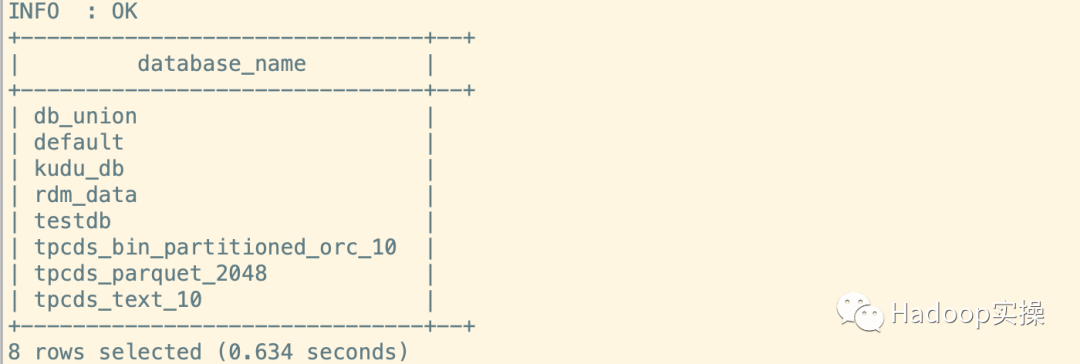 INFO  : OK
+-------------------------------+--+
|         database_name         |
+-------------------------------+--+
| db_union                      |
| default                       |
| kudu_db                       |
| rdm_data                      |
| testdb                        |
| tpcds_bin_partitioned_orc_10  |
| tpcds_parquet_2048            |
| tpcds_text_10                 |
+-------------------------------+--+
8 rows selected (0.634 seconds)
Hadoop实操